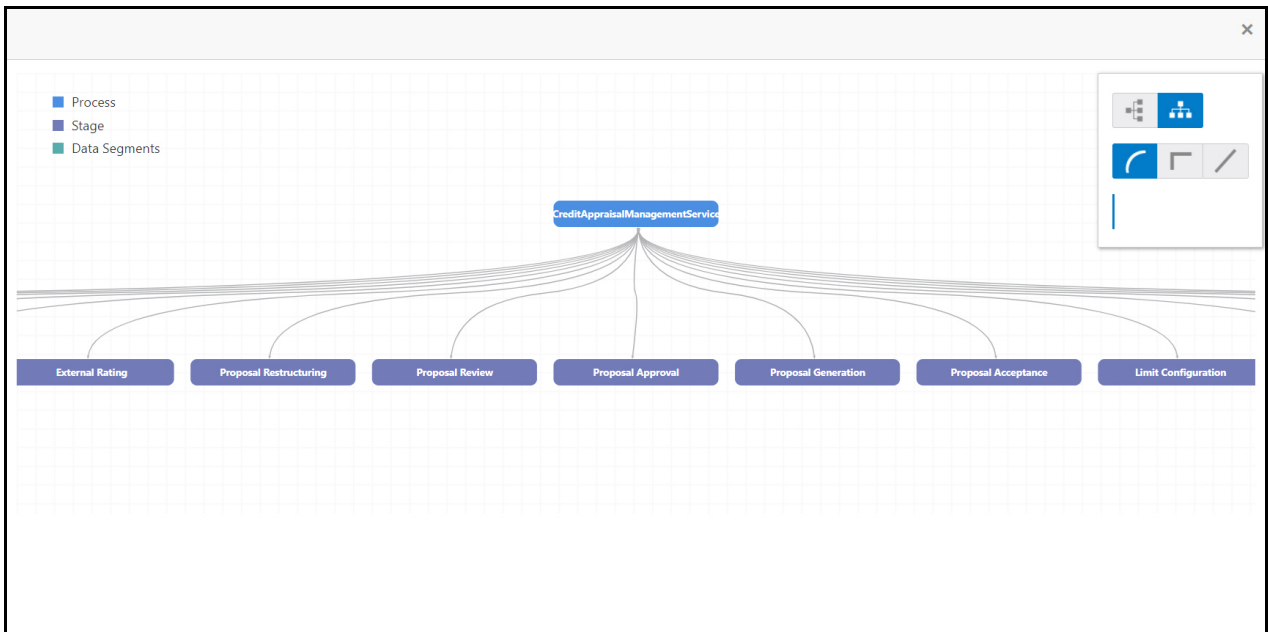 Process
Stage
Data Segments
CreditAppraisalManagementService
External Rating
Proposal Restructuring
Proposal Review
Proposal Approval
Proposal Generation
Proposal Acceptance
Limit Configuration